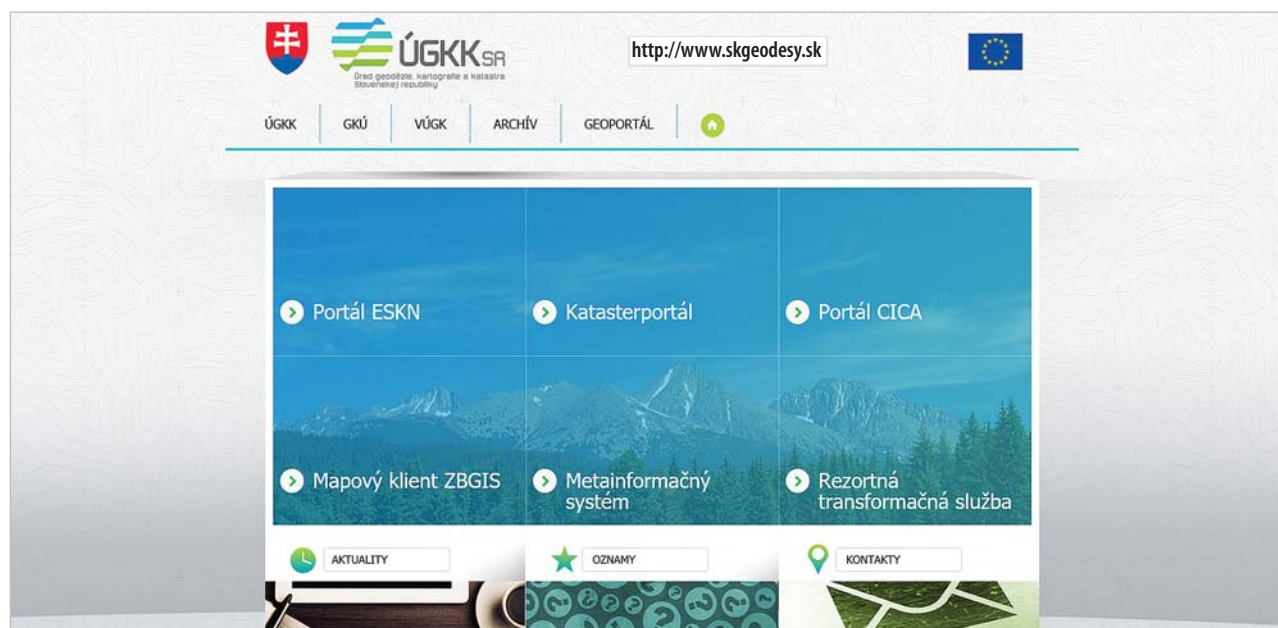 ÚGKK SR
Úrad geodézie, kartografie a katastra
Slovenskej republiky
http://www.skgeodesy.sk
ÚGKK
GKÚ
VÚGK
ARCHÍV
GEOPORTÁL
Portál ESKN
Katasterportál
Portál CICA
Mapový klient ZBGIS
Metainformačný
systém
Rezortná
transformačná služba
AKTUALITY
OZNAMY
KONTAKTY